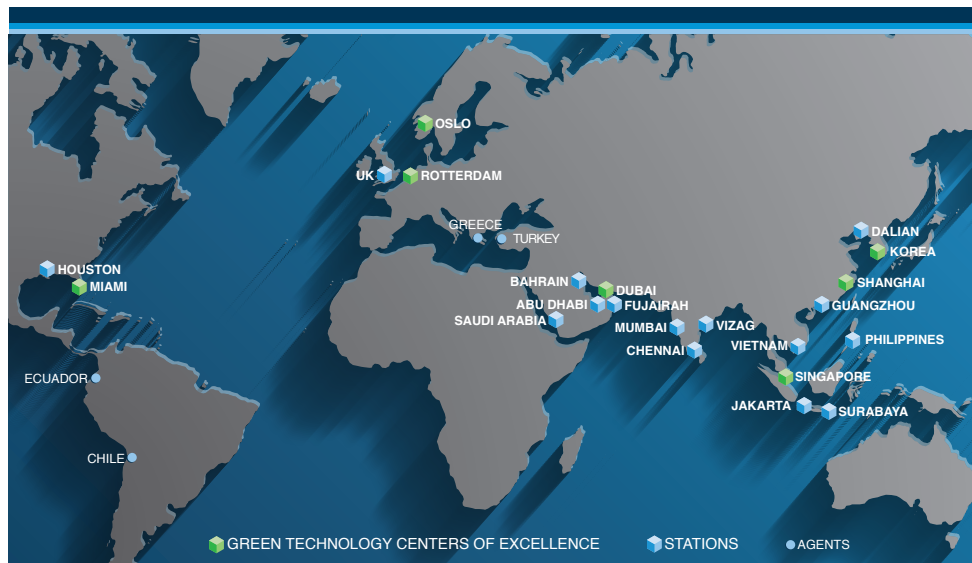 OSLO
UK
ROTTERDAM
GREECE
TURKEY
DALIAN
KOREA
HOUSTON
MIAMI
BAHRAIN
DUBAI
SHANGHAI
ABU DHABI
FUJAIRAH
GUANGZHOU
SAUDI ARABIA
MUMBAI
VIZAG
CHENNAI
VIETNAM
PHILIPPINES
ECUADOR
SINGAPORE
JAKARTA
SURABAYA
CHILE
GREEN TECHNOLOGY CENTERS OF EXCELLENCE
STATIONS
AGENTS